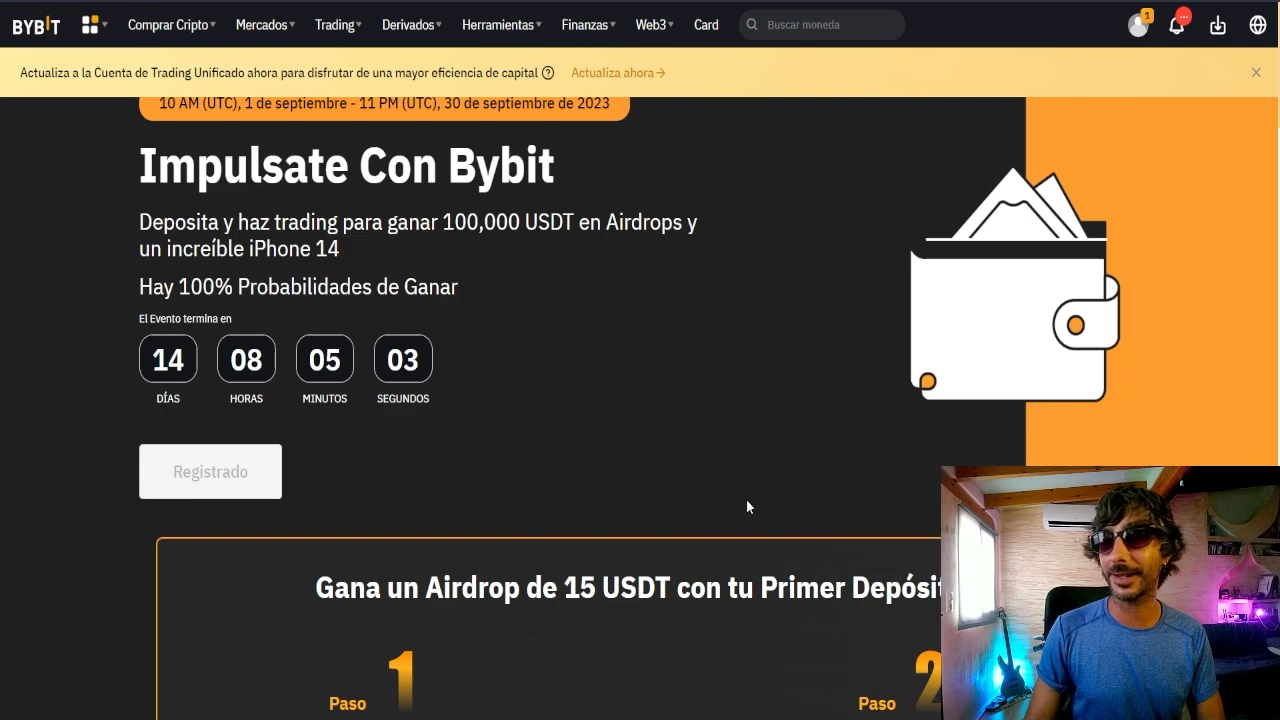 BYBIT
Comprar Cripto
Mercados
Trading
Derivados
Herramientas
Finanzas
Web3
Card
Buscar moneda
1
Actualiza a la Cuenta de Trading Unificado ahora para disfrutar de una mayor eficiencia de capital ?
Actualiza ahora→
10 AM (UTC), 1 de septiembre - 11 PM (UTC), 30 de septiembre de 2023
Impulsate Con Bybit
Deposita y haz trading para ganar 100,000 USDT en Airdrops y
un increíble iPhone 14
Hay 100% Probabilidades de Ganar
El Evento termina en
14 08 05 03
DÍAS HORAS MINUTOS SEGUNDOS
Registrado
Gana un Airdrop de 15 USDT con tu Primer Depósit
Paso 1
Paso 2